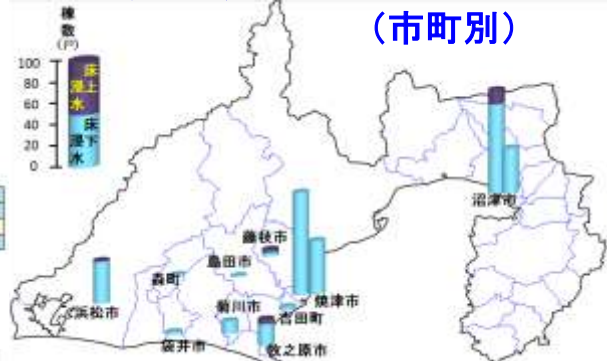 (市町別)
棟数(戸)
100
80
60
40
20
0
床上浸水
床下浸水
沼津市
藤枝市
島田市
森町
焼津市
浜松市
菊川市
吉田町
袋井市
牧之原市